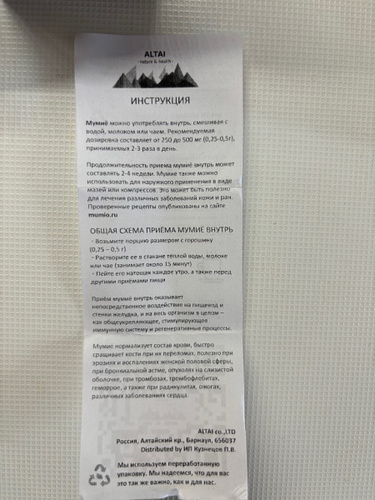 ALTAI
nature & health
ИНСТРУКЦИЯ
Мумиё можно употреблять внутрь, смешивая с
водой, молоком или чаем. Рекомендуемая
дозировка составляет от 250 до 500 мг (0,25-0,5г),
принимаемых 2-3 раза в день.
Продолжительность приема мумиё внутрь может
составлять 2-4 недели. Мумие также можно
использовать для наружного применения в виде
мазей или компрессов. Это может быть полезно
для лечения различных заболеваний кожи и ран.
Проверенные рецепты опубликованы на сайте
mumio.ru
ОБЩАЯ СХЕМА ПРИЁМА МУМИЕ ВНУТРЬ
- Возьмите порцию размером с горошину
(0,25 – 0,5 г)
- Растворите ее в стакане теплой воды, молоке
или чае (занимает около 15 минут)
- Пейте его натощак каждое утро, а также перед
другими приёмами пищи
Приём мумие внутрь оказывает
непосредственное воздействие на пищевод и
стенки желудка, и на весь организм в целом –
как общеукрепляющее, стимулирующее
иммунную систему и регенеративные процессы.
Мумиё нормализует состав крови, быстро
сращивает кости при их переломах, полезно при
эрозиях и воспалениях женской половой сферы,
при бронхиальной астме, опухолях на слизистой
оболочке, при тромбозах, тромбофлебитах,
геморрое, а также при радикулитах, ожогах,
различных заболеваниях сердца.
ALTAI co.,LTD
Россия, Алтайский кр., Барнаул, 656037
Distributed by ИП Кузнецов П.В.
Мы используем переработанную
упаковку. Мы надеемся, что для вас
это так же важно, как и для нас.